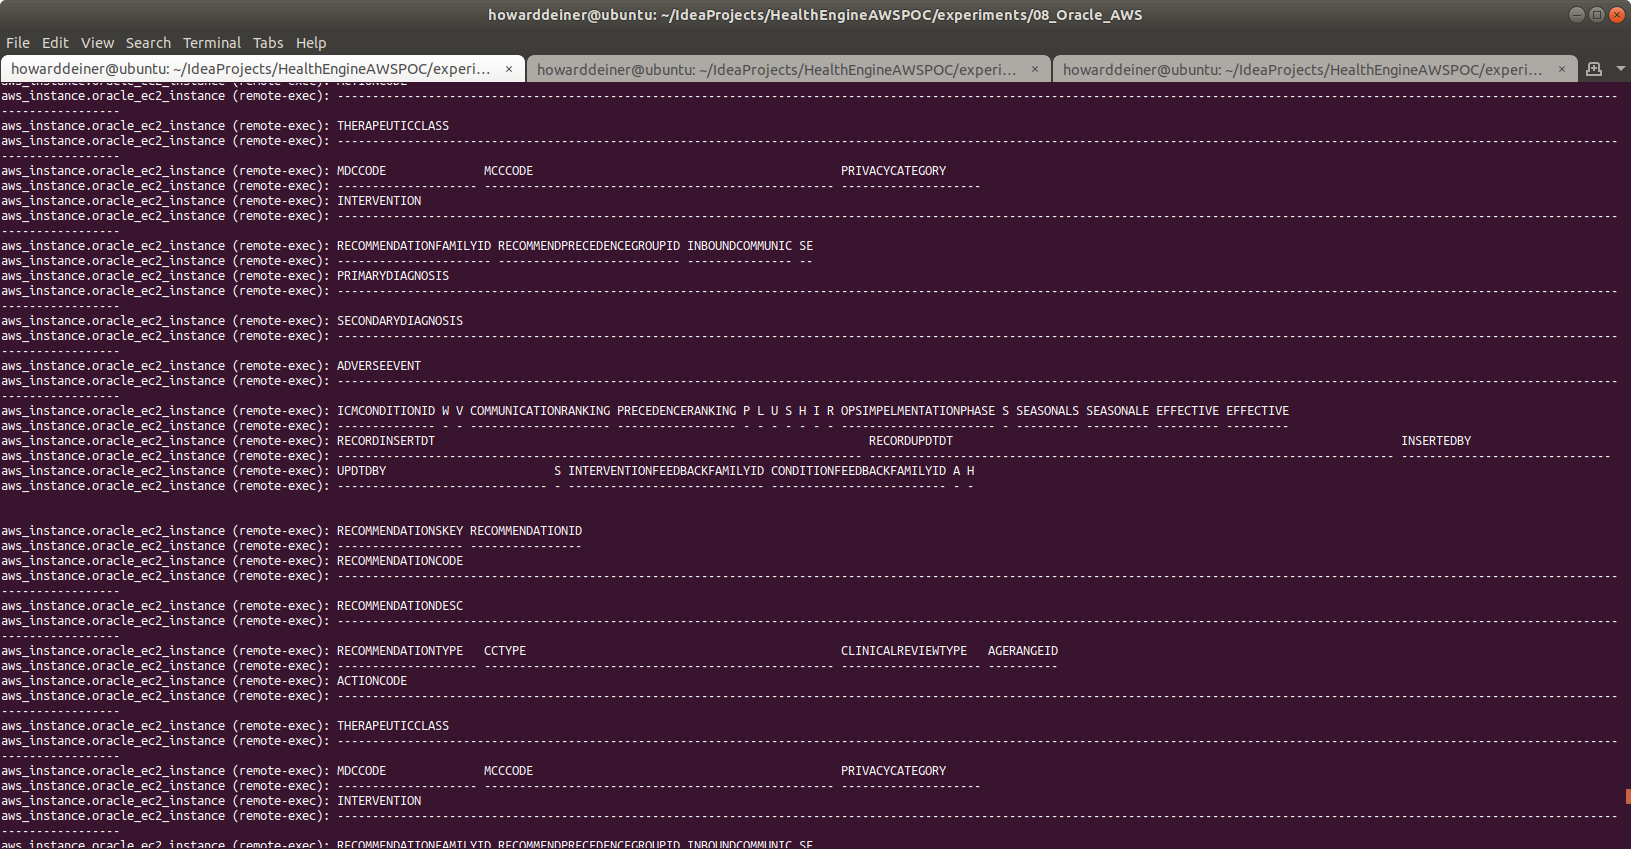 howarddeiner@ubuntu: ~/IdeaProjects/HealthEngineAWSPOC/experiments/08_Oracle_AWS
File Edit View Search Terminal Tabs Help
howarddeiner@ubuntu: ~/IdeaProjects/HealthEngineAWSPOC/experi... × howarddeiner@ubuntu: ~/IdeaProjects/HealthEngineAWSPOC/experi... × howarddeiner@ubuntu: ~/IdeaProjects/HealthEngineAWSPOC/experi... ×
aws_instance.oracle_ec2_instance (remote-exec): ACTIONCODE
aws_instance.oracle_ec2_instance (remote-exec): ---------------------------------------------------------------------------------------------------------------------------------------------------------------------------------------
-----------------
aws_instance.oracle_ec2_instance (remote-exec): THERAPEUTICCLASS
aws_instance.oracle_ec2_instance (remote-exec): ---------------------------------------------------------------------------------------------------------------------------------------------------------------------------------------
-----------------
aws_instance.oracle_ec2_instance (remote-exec): MDCCODE              MCCCODE                                            PRIVACYCATEGORY
aws_instance.oracle_ec2_instance (remote-exec): -------------------- -------------------------------------------------- --------------------
aws_instance.oracle_ec2_instance (remote-exec): INTERVENTION
aws_instance.oracle_ec2_instance (remote-exec): ---------------------------------------------------------------------------------------------------------------------------------------------------------------------------------------
-----------------
aws_instance.oracle_ec2_instance (remote-exec): RECOMMENDATIONFAMILYID RECOMMENDPRECEDENCEGROUPID INBOUNDCOMMUNIC SE
aws_instance.oracle_ec2_instance (remote-exec): ---------------------- -------------------------- --------------- --
aws_instance.oracle_ec2_instance (remote-exec): PRIMARYDIAGNOSIS
aws_instance.oracle_ec2_instance (remote-exec): ---------------------------------------------------------------------------------------------------------------------------------------------------------------------------------------
-----------------
aws_instance.oracle_ec2_instance (remote-exec): SECONDARYDIAGNOSIS
aws_instance.oracle_ec2_instance (remote-exec): ---------------------------------------------------------------------------------------------------------------------------------------------------------------------------------------
-----------------
aws_instance.oracle_ec2_instance (remote-exec): ADVERSEEVENT
aws_instance.oracle_ec2_instance (remote-exec): ---------------------------------------------------------------------------------------------------------------------------------------------------------------------------------------
-----------------
aws_instance.oracle_ec2_instance (remote-exec): ICMCONDITIONID W V COMMUNICATIONRANKING PRECEDENCERANKING P L U S H I R OPSIMPELMENTATIONPHASE S SEASONALS SEASONALE EFFECTIVE EFFECTIVE
aws_instance.oracle_ec2_instance (remote-exec): -------------- - - -------------------- ----------------- - - - - - - - ---------------------- - --------- --------- --------- ---------
aws_instance.oracle_ec2_instance (remote-exec): RECORDINSERTDT                                                              RECORDUPDTDT                                                                INSERTEDBY
aws_instance.oracle_ec2_instance (remote-exec): --------------------------------------------------------------------------- --------------------------------------------------------------------------- ------------------------------
aws_instance.oracle_ec2_instance (remote-exec): UPDTDBY                        S INTERVENTIONFEEDBACKFAMILYID CONDITIONFEEDBACKFAMILYID A H
aws_instance.oracle_ec2_instance (remote-exec): ------------------------------ - ---------------------------- ------------------------- - -
aws_instance.oracle_ec2_instance (remote-exec): RECOMMENDATIONSKEY RECOMMENDATIONID
aws_instance.oracle_ec2_instance (remote-exec): ------------------ ----------------
aws_instance.oracle_ec2_instance (remote-exec): RECOMMENDATIONCODE
aws_instance.oracle_ec2_instance (remote-exec): ---------------------------------------------------------------------------------------------------------------------------------------------------------------------------------------
-----------------
aws_instance.oracle_ec2_instance (remote-exec): RECOMMENDATIONDESC
aws_instance.oracle_ec2_instance (remote-exec): ---------------------------------------------------------------------------------------------------------------------------------------------------------------------------------------
-----------------
aws_instance.oracle_ec2_instance (remote-exec): RECOMMENDATIONTYPE   CCTYPE                                             CLINICALREVIEWTYPE   AGERANGEID
aws_instance.oracle_ec2_instance (remote-exec): -------------------- -------------------------------------------------- -------------------- ----------
aws_instance.oracle_ec2_instance (remote-exec): ACTIONCODE
aws_instance.oracle_ec2_instance (remote-exec): ---------------------------------------------------------------------------------------------------------------------------------------------------------------------------------------
-----------------
aws_instance.oracle_ec2_instance (remote-exec): THERAPEUTICCLASS
aws_instance.oracle_ec2_instance (remote-exec): ---------------------------------------------------------------------------------------------------------------------------------------------------------------------------------------
-----------------
aws_instance.oracle_ec2_instance (remote-exec): MDCCODE              MCCCODE                                            PRIVACYCATEGORY
aws_instance.oracle_ec2_instance (remote-exec): -------------------- -------------------------------------------------- --------------------
aws_instance.oracle_ec2_instance (remote-exec): INTERVENTION
aws_instance.oracle_ec2_instance (remote-exec): ---------------------------------------------------------------------------------------------------------------------------------------------------------------------------------------
-----------------
aws_instance.oracle_ec2_instance (remote-exec): RECOMMENDATIONFAMILYID RECOMMENDPRECEDENCEGROUPID INBOUNDCOMMUNIC SE